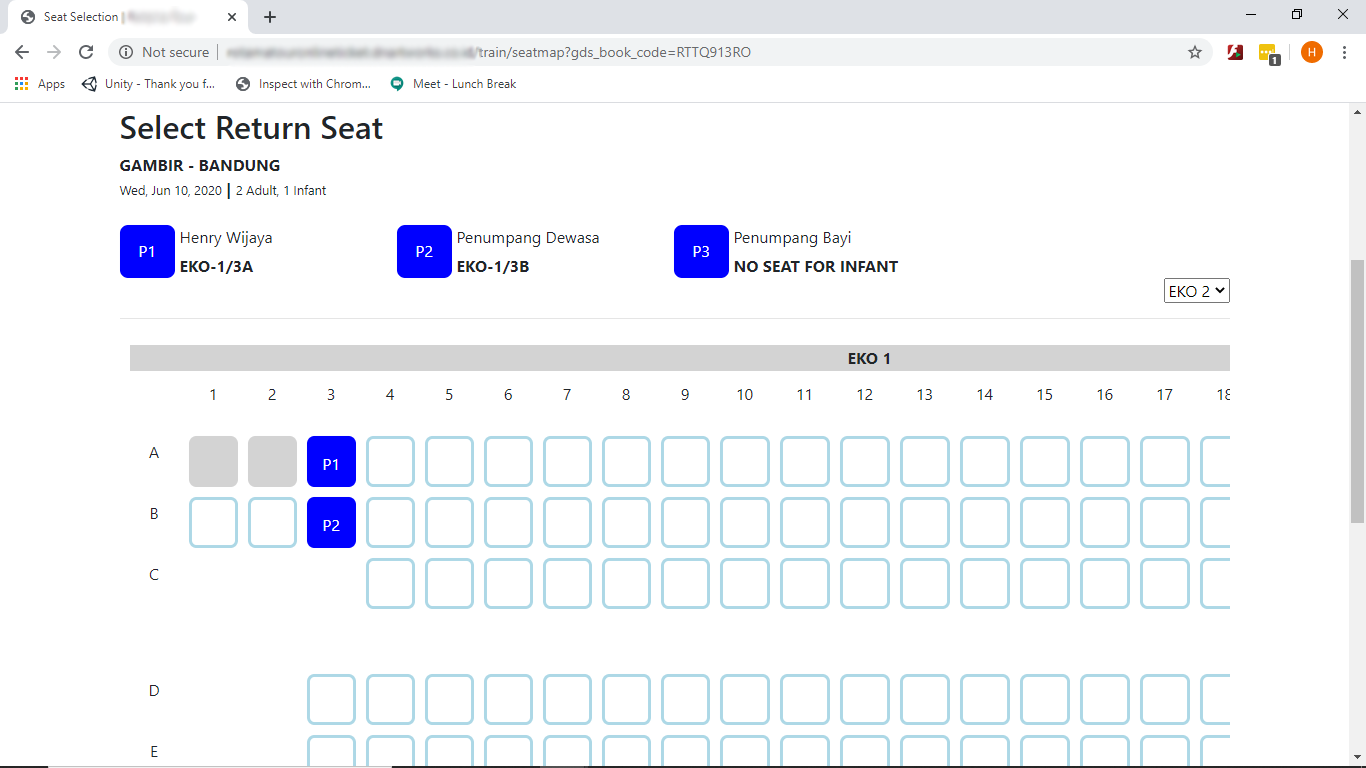 Seat Selection |
Not secure /train/seatmap?gds_book_code=RTTQ913RO
H
1
Apps Unity - Thank you f... Inspect with Chrom... Meet - Lunch Break
Select Return Seat
GAMBIR - BANDUNG
Wed, Jun 10, 2020 | 2 Adult, 1 Infant
P1 Henry Wijaya
EKO-1/3A
P2 Penumpang Dewasa
EKO-1/3B
P3 Penumpang Bayi
NO SEAT FOR INFANT
EKO 2
EKO 1
1 2 3 4 5 6 7 8 9 10 11 12 13 14 15 16 17 18
A P1
B P2
C
D
E